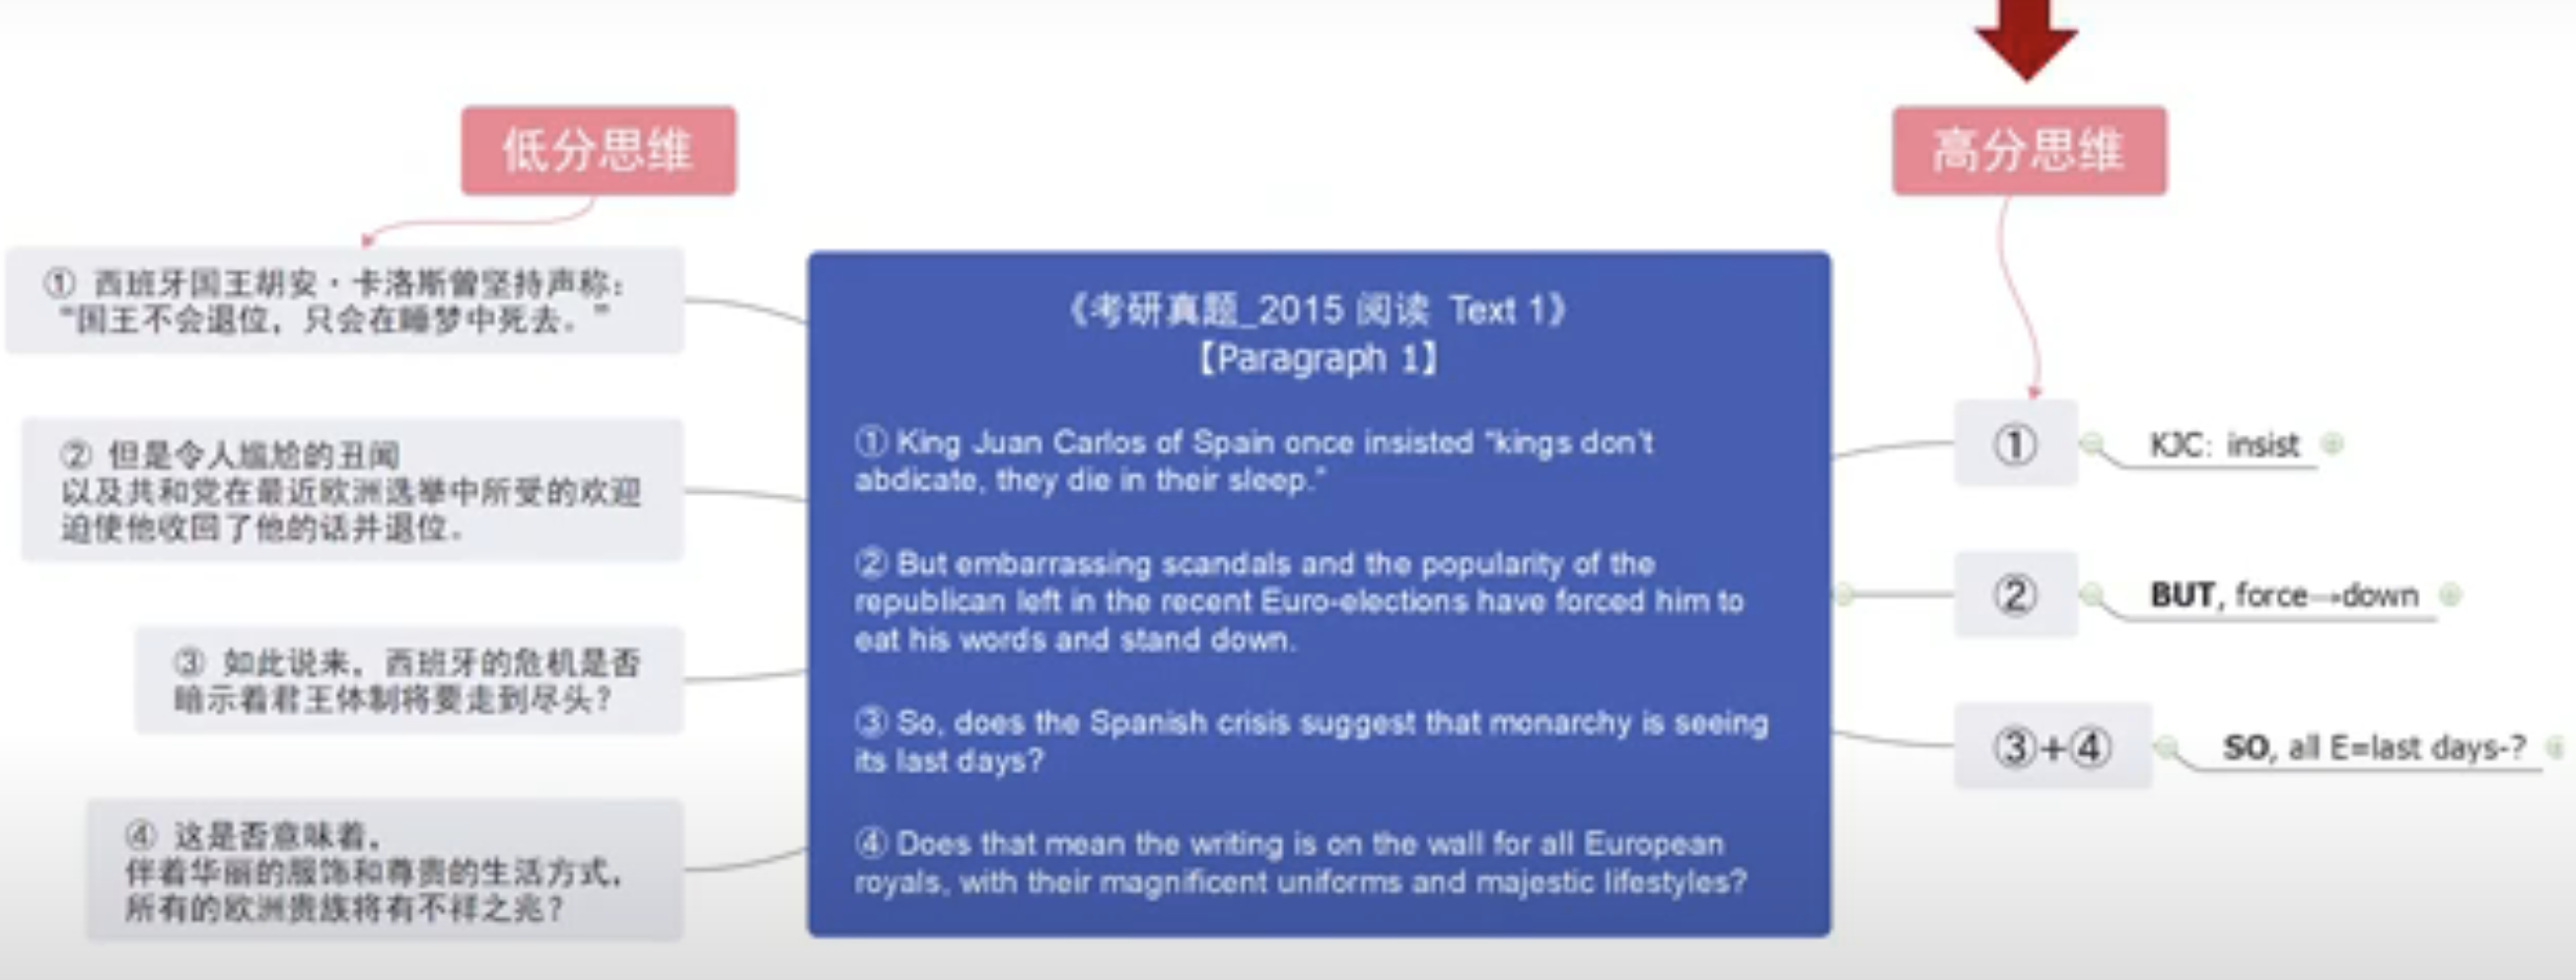 低分思维
高分思维
① 西班牙国王胡安·卡洛斯曾坚持声称：
“国王不会退位，只会在睡梦中死去。”
② 但是令人尴尬的丑闻
以及共和党在最近欧洲选举中所受的欢迎
迫使他收回了他的话并退位。
③ 如此说来，西班牙的危机是否
暗示着君王体制将要走到尽头？
④ 这是否意味着，
伴着华丽的服饰和尊贵的生活方式，
所有的欧洲贵族将有不祥之兆？
《考研真题_2015 阅读 Text 1》
【Paragraph 1】
① King Juan Carlos of Spain once insisted “kings don't
abdicate, they die in their sleep.”
② But embarrassing scandals and the popularity of the
republican left in the recent Euro-elections have forced him to
eat his words and stand down.
③ So, does the Spanish crisis suggest that monarchy is seeing
its last days?
④ Does that mean the writing is on the wall for all European
royals, with their magnificent uniforms and majestic lifestyles?
① KJC: insist
② BUT, force→down
③+④ SO, all E=last days-?